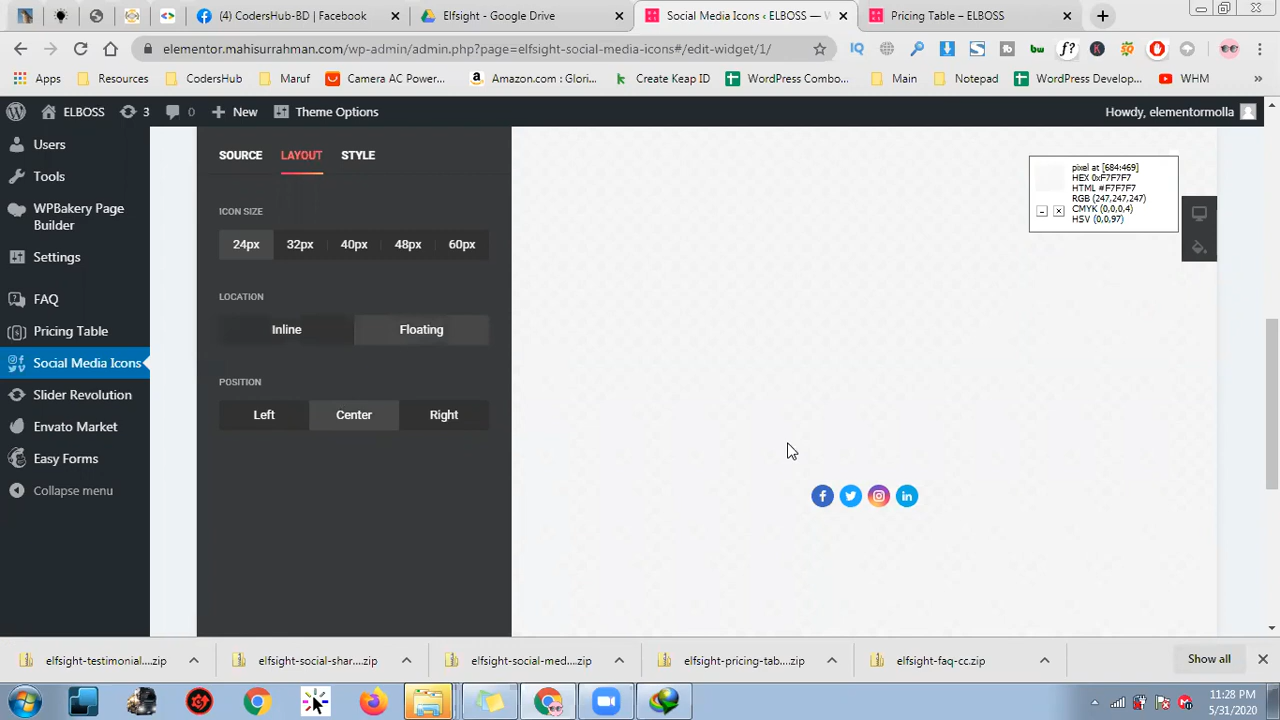 (4) CodersHub-BD | Facebook
Elfsight - Google Drive
Social Media Icons ‹ ELBOSS —
Pricing Table – ELBOSS
elementor.mahisurrahman.com/wp-admin/admin.php?page=elfsight-social-media-icons#/edit-widget/1/
Apps
Resources
CodersHub
Maruf
Camera AC Powe...
Amazon.com : Glori...
Create Keap ID
WordPress Combo...
Main
Notepad
WordPress Develop...
WHM
»
ELBOSS
3
0
New
Theme Options
Howdy, elementormolla
Users
Tools
WPBakery Page
Builder
Settings
FAQ
Pricing Table
Social Media Icons
Slider Revolution
Envato Market
Easy Forms
Collapse menu
SOURCE
LAYOUT
STYLE
ICON SIZE
24px
32px
40px
48px
60px
LOCATION
Inline
Floating
POSITION
Left
Center
Right
pixel at [684:469]
HEX 0xF7F7F7
HTML #F7F7F7
RGB (247,247,247)
CMYK (0,0,0,4)
HSV (0,0,97)
elfsight-testimonial....zip
elfsight-social-shar....zip
elfsight-social-med....zip
elfsight-pricing-tab....zip
elfsight-faq-cc.zip
Show all
11:28 PM
5/31/2020